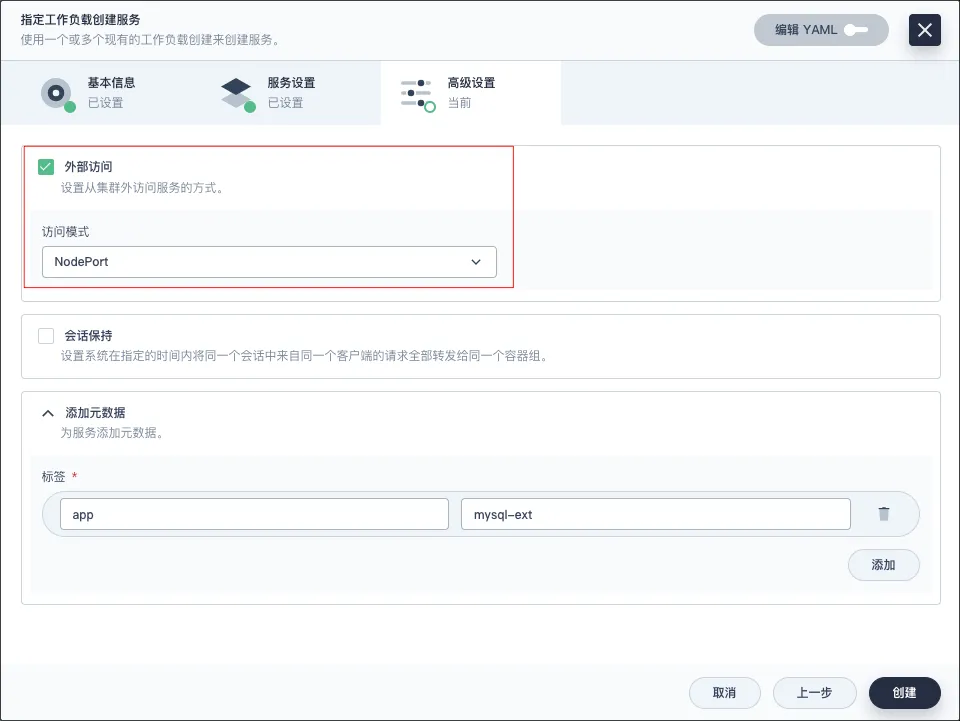 指定工作负载创建服务
使用一个或多个现有的工作负载创建来创建服务。
编辑 YAML
基本信息
已设置
服务设置
已设置
高级设置
当前
外部访问
设置从集群外访问服务的方式。
访问模式
NodePort
会话保持
设置系统在指定的时间内将同一个会话中来自同一个客户端的请求全部转发给同一个容器组。
添加元数据
为服务添加元数据。
标签 *
app mysql-ext
添加
取消 上一步 创建